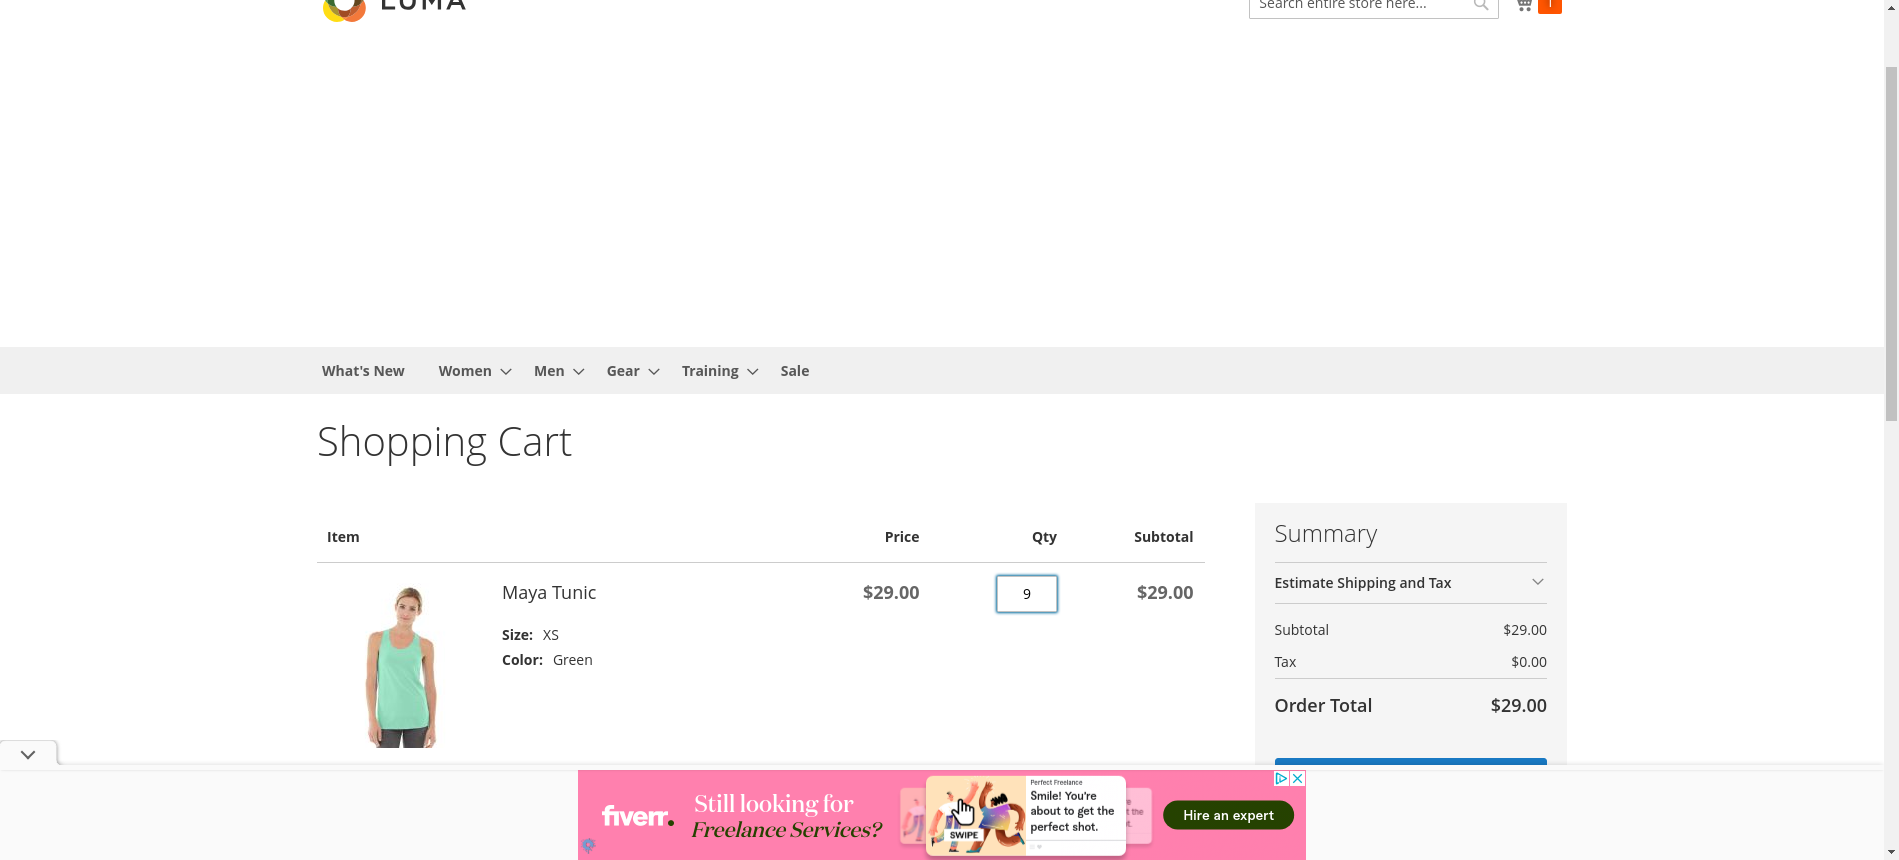 LUMA
Search entire store here...
1
What's New Women Men Gear Training Sale
Shopping Cart
Item Price Qty Subtotal
Maya Tunic $29.00 9 $29.00
Size: XS
Color: Green
Summary
Estimate Shipping and Tax
Subtotal $29.00
Tax $0.00
Order Total $29.00
fiverr.
Still looking for
Freelance Services?
SWIPE
Perfect Freelance
Smile! You're
about to get the
perfect shot.
Hire an expert